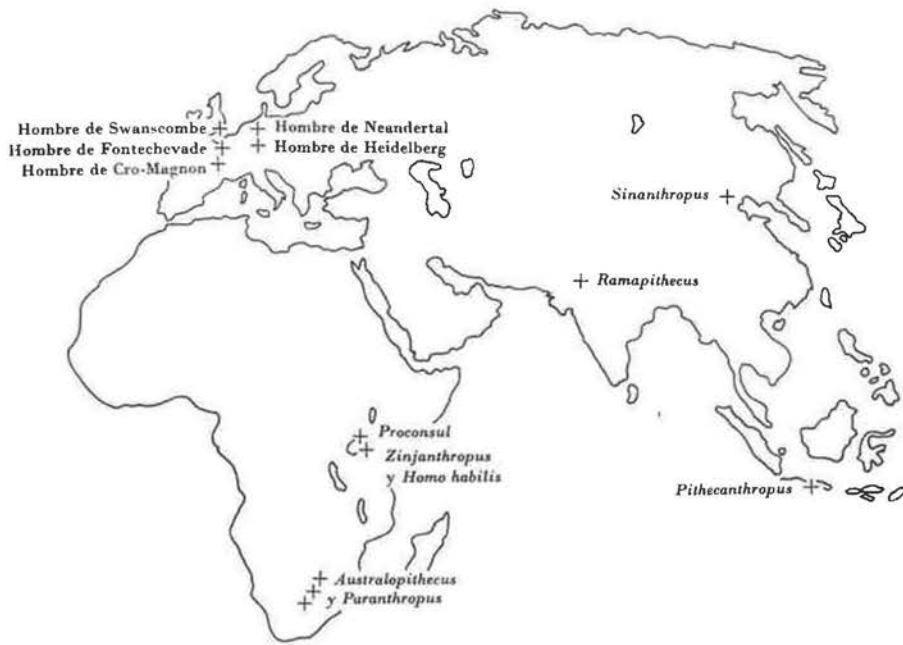 Hombre de Swanscombe
Hombre de Neandertal
Hombre de Fontechevade
Hombre de Heidelberg
Hombre de Cro-Magnon
Sinanthropus
Ramapithecus
Proconsul
Zinjanthropus
y Homo habilis
Pithecanthropus
Australopithecus
y Paranthropus